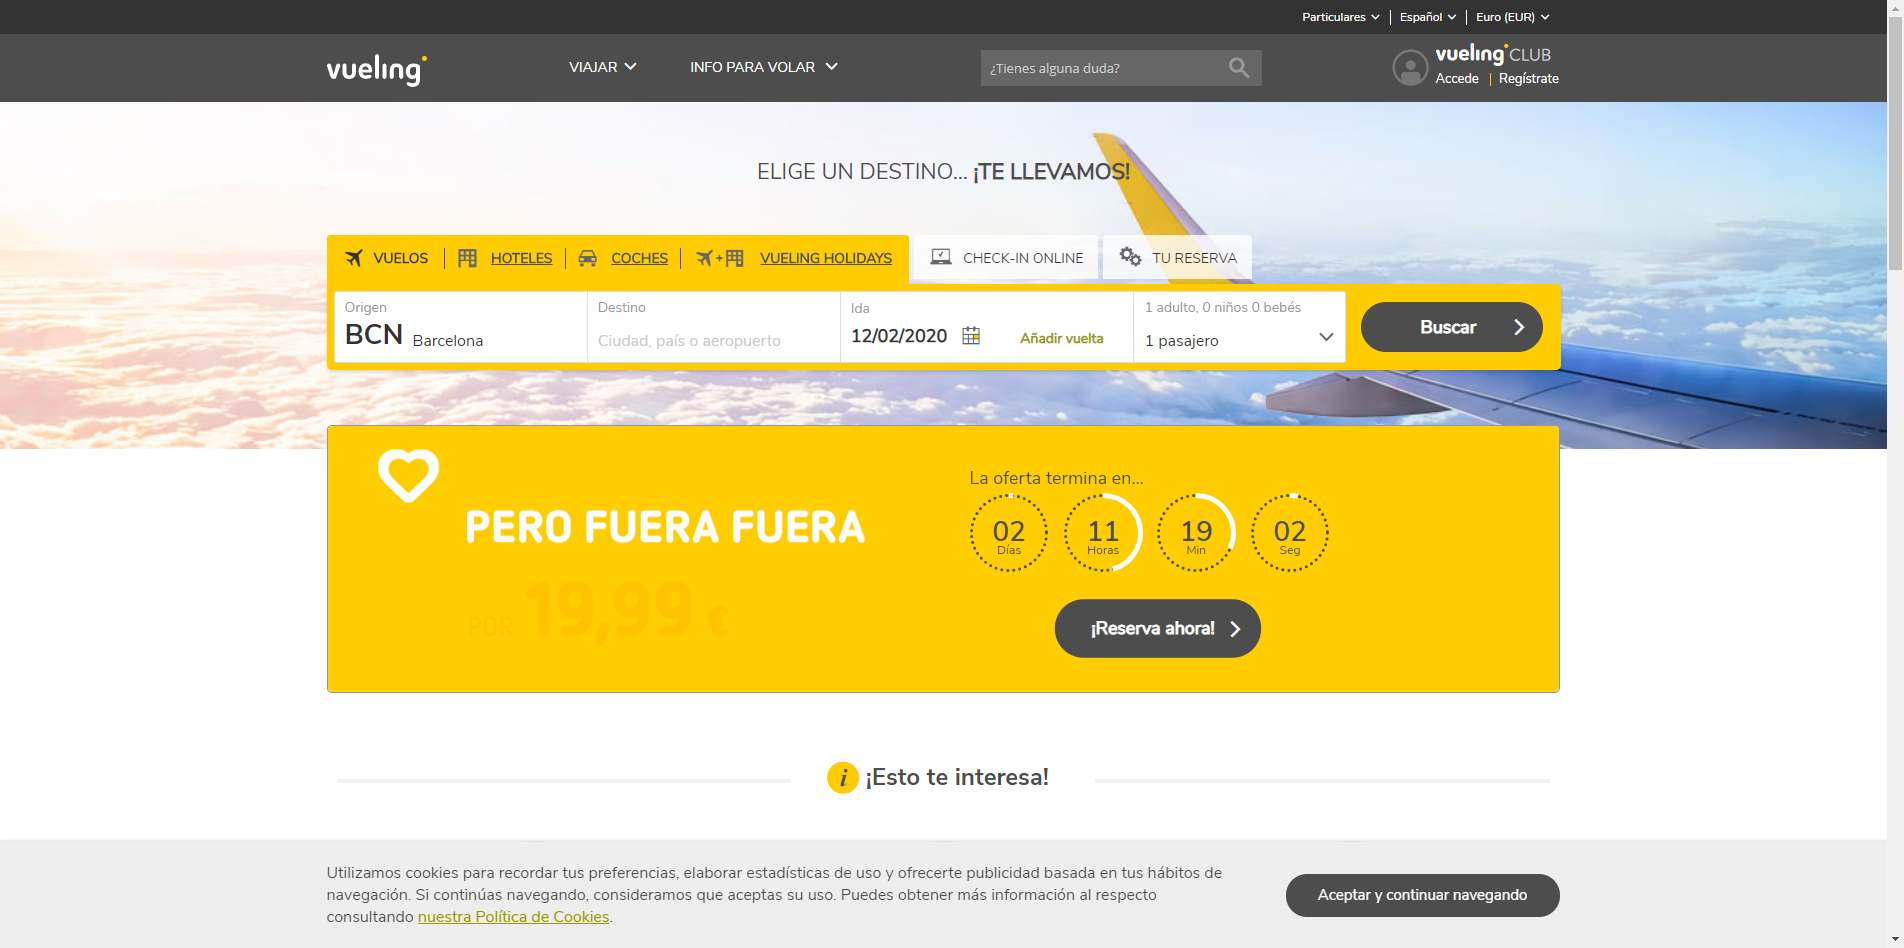 Particulares
Español
Euro (EUR)
vueling
VIAJAR
INFO PARA VOLAR
¿Tienes alguna duda?
vueling CLUB
Accede
Regístrate
ELIGE UN DESTINO... ¡TE LLEVAMOS!
VUELOS
HOTELES
COCHES
+
VUELING HOLIDAYS
CHECK-IN ONLINE
TU RESERVA
Origen
BCN Barcelona
Destino
Ciudad, país o aeropuerto
Ida
12/02/2020
Añadir vuelta
1 adulto, 0 niños 0 bebés
1 pasajero
Buscar
PERO FUERA FUERA
POR 19,99 €
La oferta termina en...
02 Días
11 Horas
19 Min
02 Seg
¡Reserva ahora!
i ¡Esto te interesa!
Utilizamos cookies para recordar tus preferencias, elaborar estadísticas de uso y ofrecerte publicidad basada en tus hábitos de
navegación. Si continúas navegando, consideramos que aceptas su uso. Puedes obtener más información al respecto
consultando nuestra Política de Cookies.
Aceptar y continuar navegando